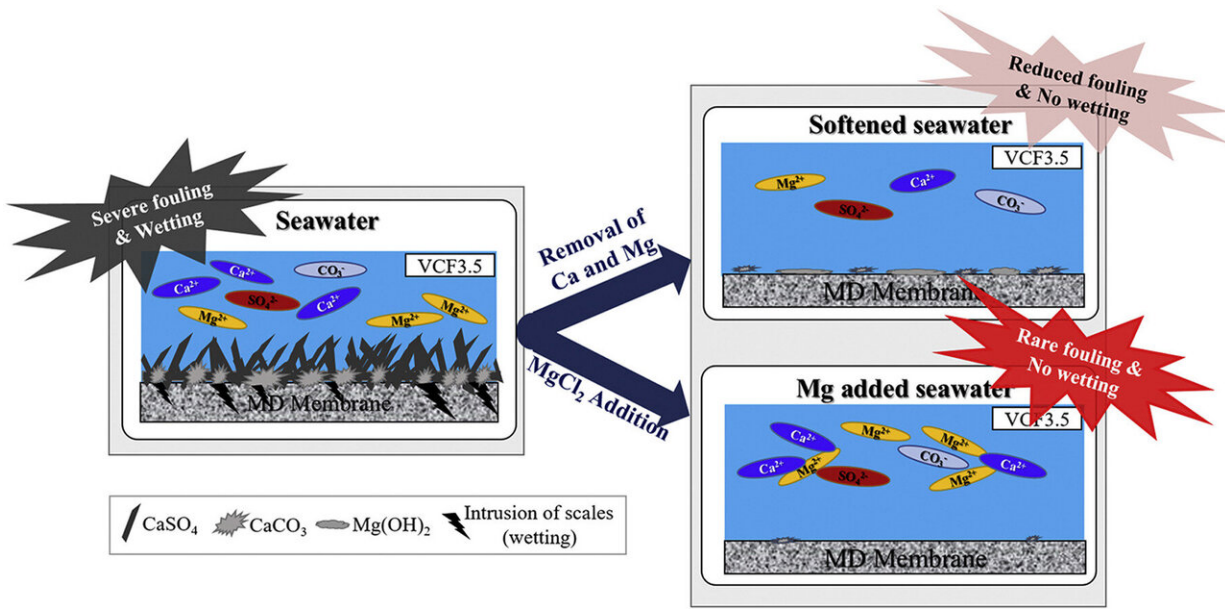 Severe fouling
& Wetting
Seawater
VCF3.5
Ca²⁺
Ca²⁺
CO₃⁻
SO₄²⁻
Ca²⁺
Mg²⁺
Mg²⁺
Mg²⁺
MD Membrane
Removal of
Ca and Mg
MgCl₂ Addition
Reduced fouling
& No wetting
Softened seawater
VCF3.5
Mg²⁺
Ca²⁺
SO₄²⁻
CO₃⁻
MD Membrane
Rare fouling &
No wetting
Mg added seawater
VCF3.5
Ca²⁺
Mg²⁺
Mg²⁺
Ca²⁺
Mg²⁺
CO₃⁻
Ca²⁺
SO₄²⁻
Mg²⁺
MD Membrane
CaSO₄
CaCO₃
Mg(OH)₂
Intrusion of scales
(wetting)